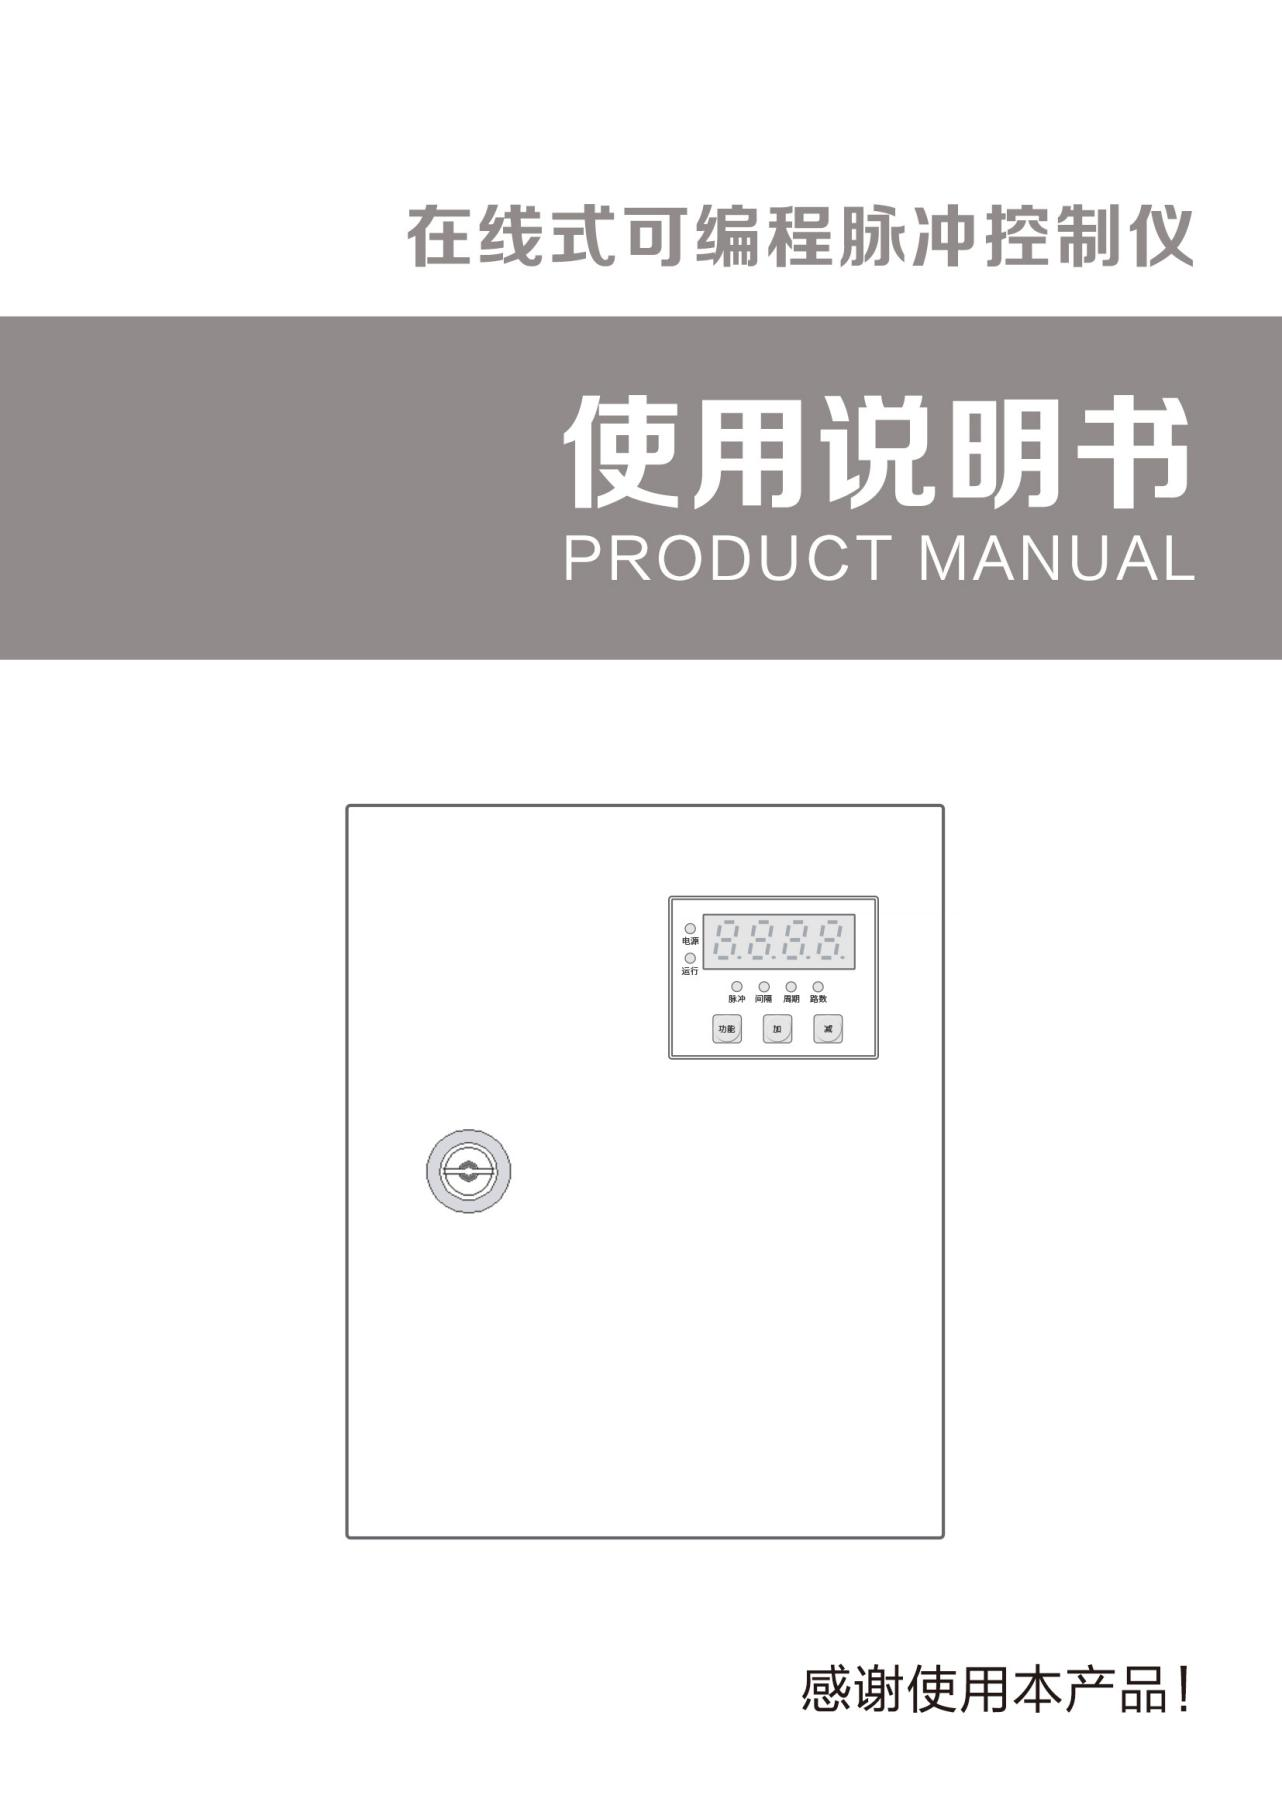 在线式可编程脉冲控制仪
使用说明书
PRODUCT MANUAL
电源
运行
脉冲 间隔 周期 路数
功能 加 减
感谢使用本产品！